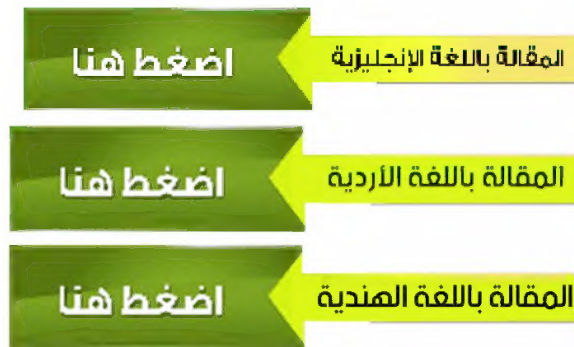 المقالة باللغة الإنجليزية اضغط هنا
المقالة باللغة الأردية اضغط هنا
المقالة باللغة الهندية اضغط هنا